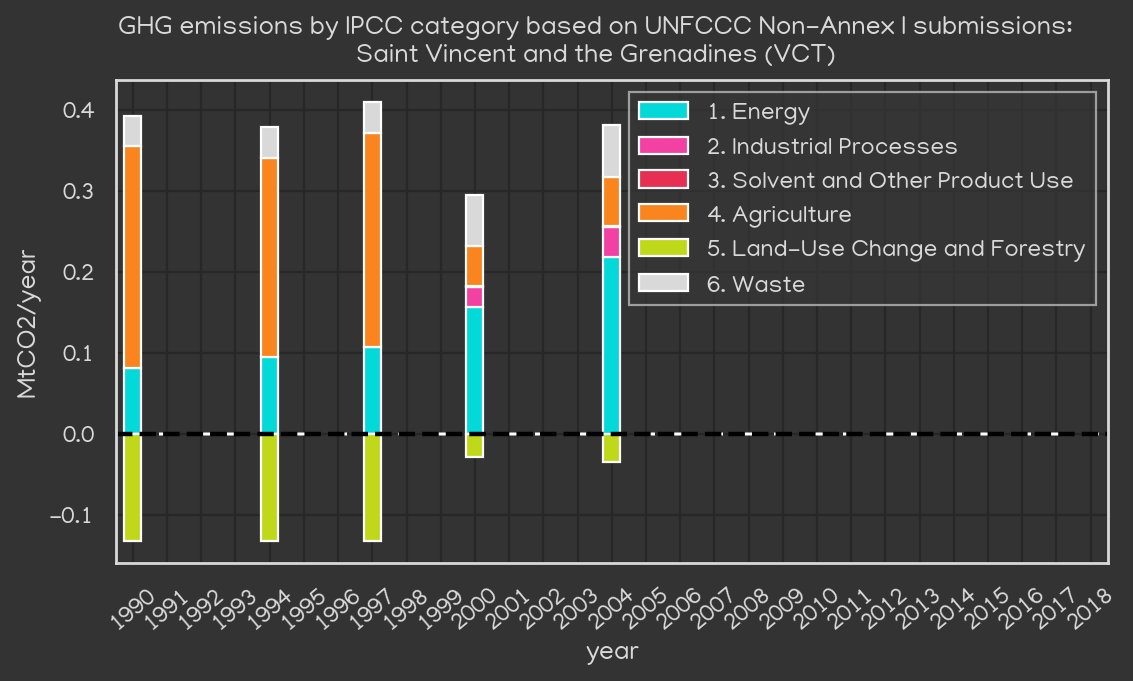 GHG emissions by IPCC category based on UNFCCC Non-Annex I submissions:
Saint Vincent and the Grenadines (VCT)
MtCO2/year
0.4
0.3
0.2
0.1
0.0
−0.1
1. Energy
2. Industrial Processes
3. Solvent and Other Product Use
4. Agriculture
5. Land-Use Change and Forestry
6. Waste
1990 1991 1992 1993 1994 1995 1996 1997 1998 1999 2000 2001 2002 2003 2004 2005 2006 2007 2008 2009 2010 2011 2012 2013 2014 2015 2016 2017 2018
year